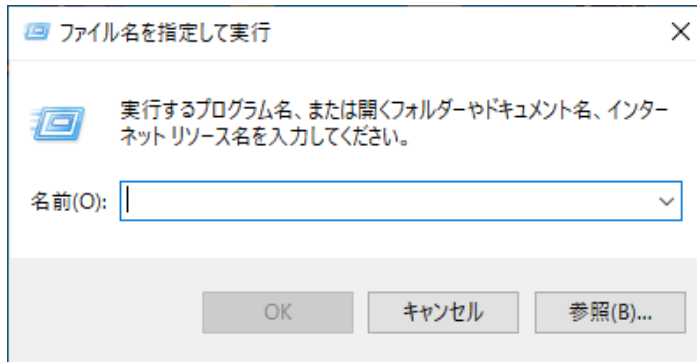 ファイル名を指定して実行
実行するプログラム名、または開くフォルダーやドキュメント名、インター
ネット リソース名を入力してください。
名前(O):
OK
キャンセル
参照(B)...